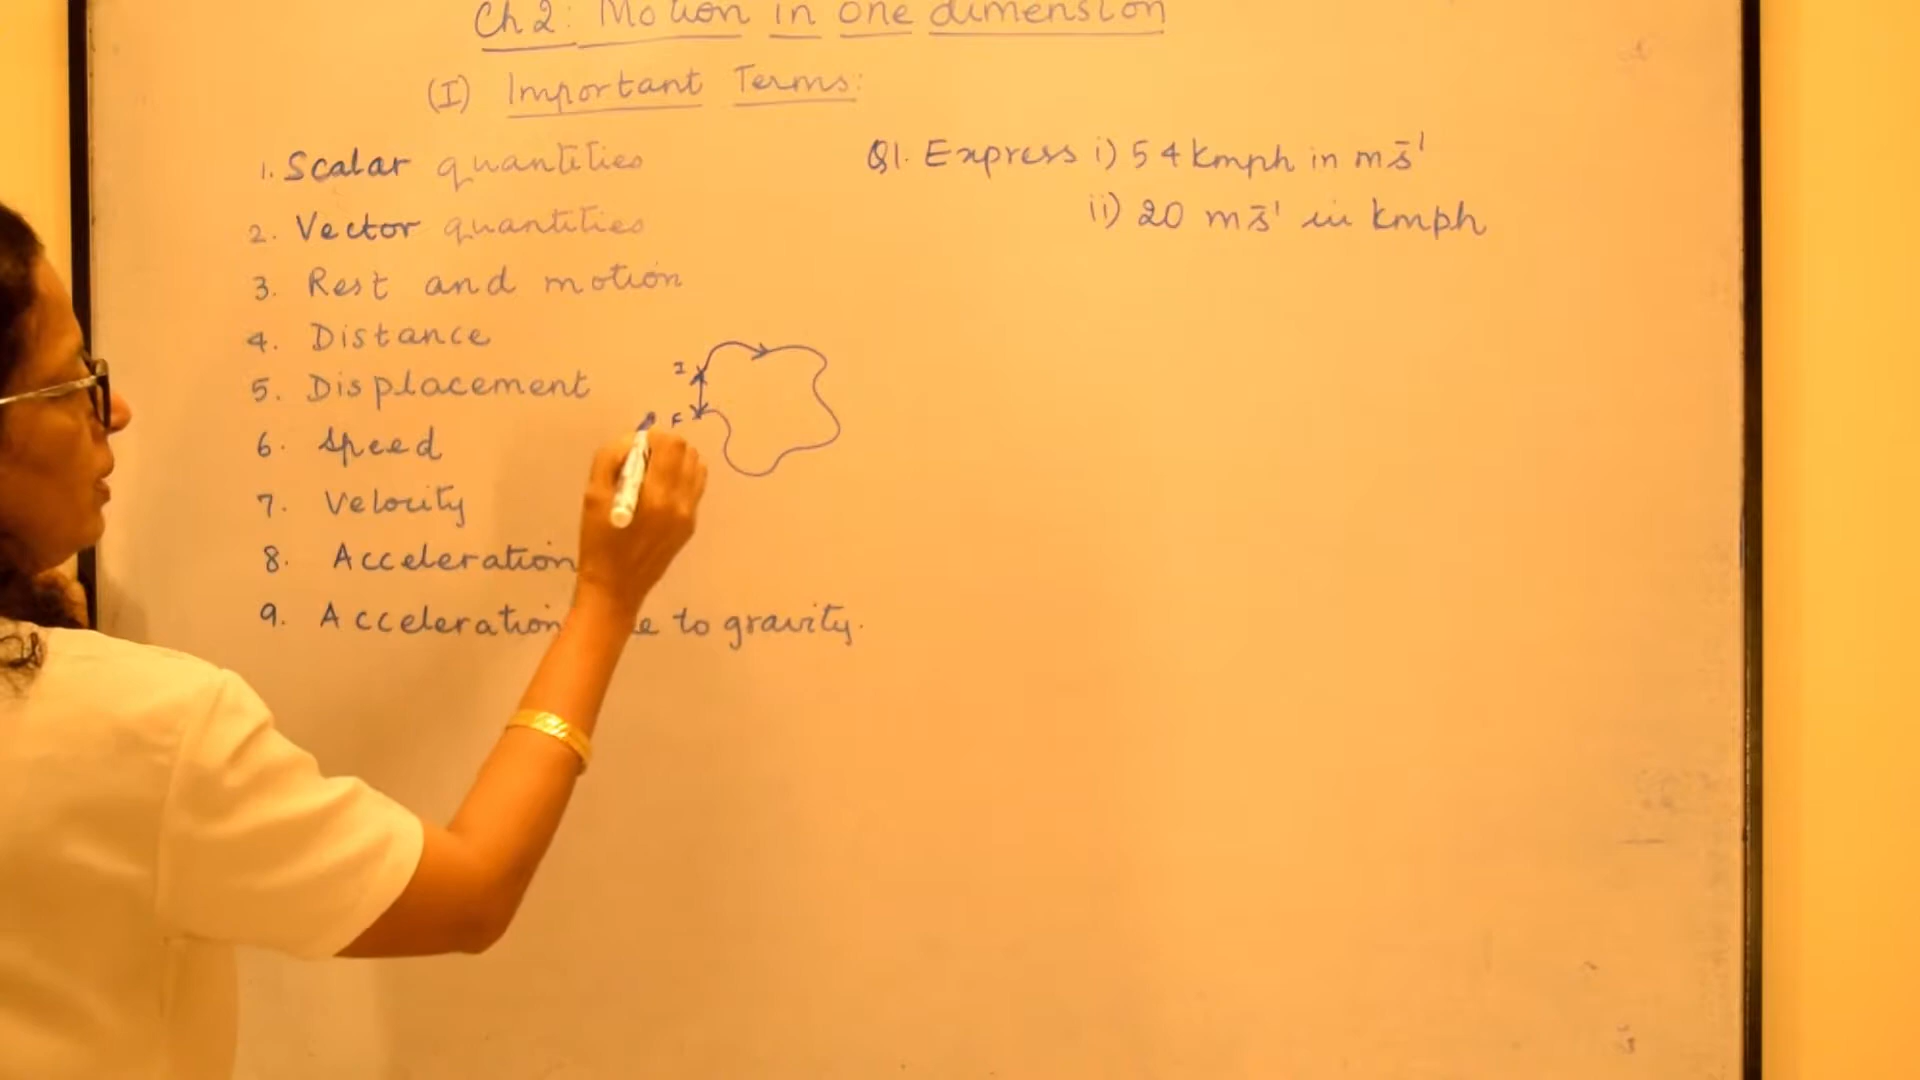 Ch 2: Motion in one dimension
(I) Important Terms:
1. Scalar quantities
2. Vector quantities
3. Rest and motion
4. Distance
5. Displacement
6. Speed
7. Velocity
8. Acceleration
9. Acceleration to gravity.
I
F
Q1. Express i) 54 kmph in ms⁻¹
ii) 20 ms⁻¹ in kmph